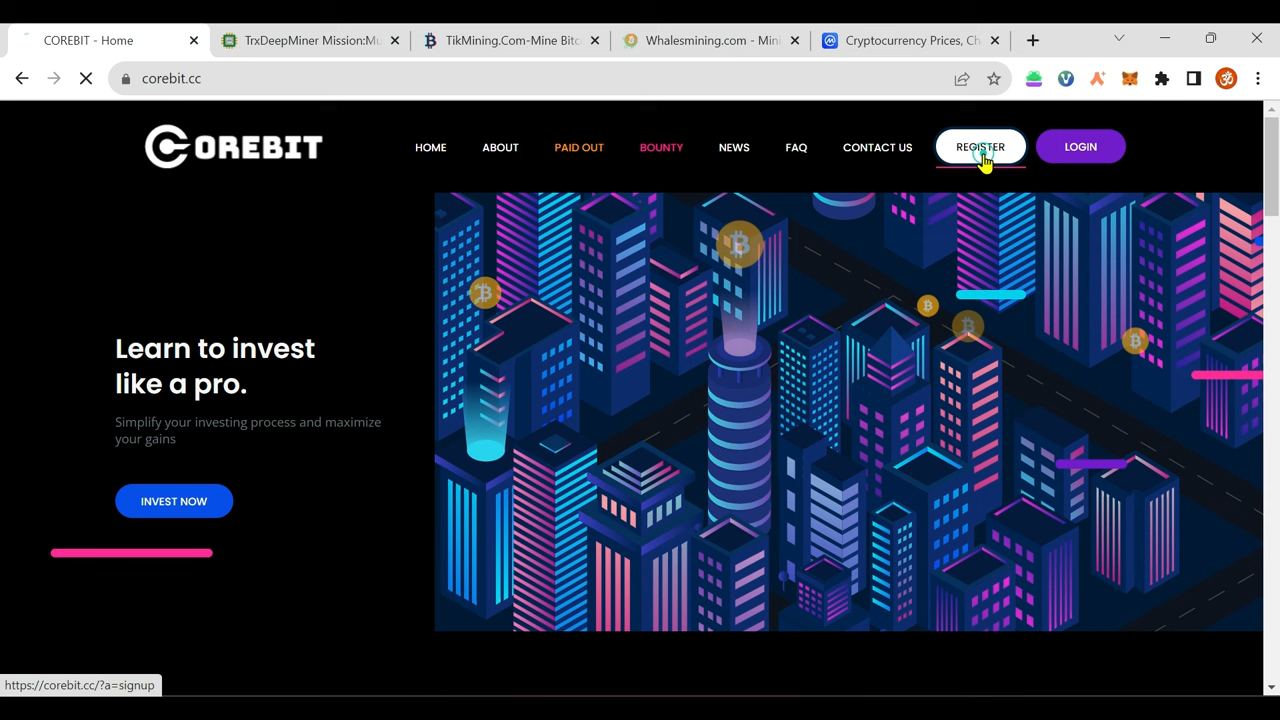 COREBIT - Home
TrxDeepMiner Mission:Mu
TikMining.Com-Mine Bitc
Whalesmining.com - Mini
Cryptocurrency Prices, Ch
corebit.cc
COREBIT
HOME
ABOUT
PAID OUT
BOUNTY
NEWS
FAQ
CONTACT US
REGISTER
LOGIN
Learn to invest
like a pro.
Simplify your investing process and maximize
your gains
INVEST NOW
https://corebit.cc/?a=signup